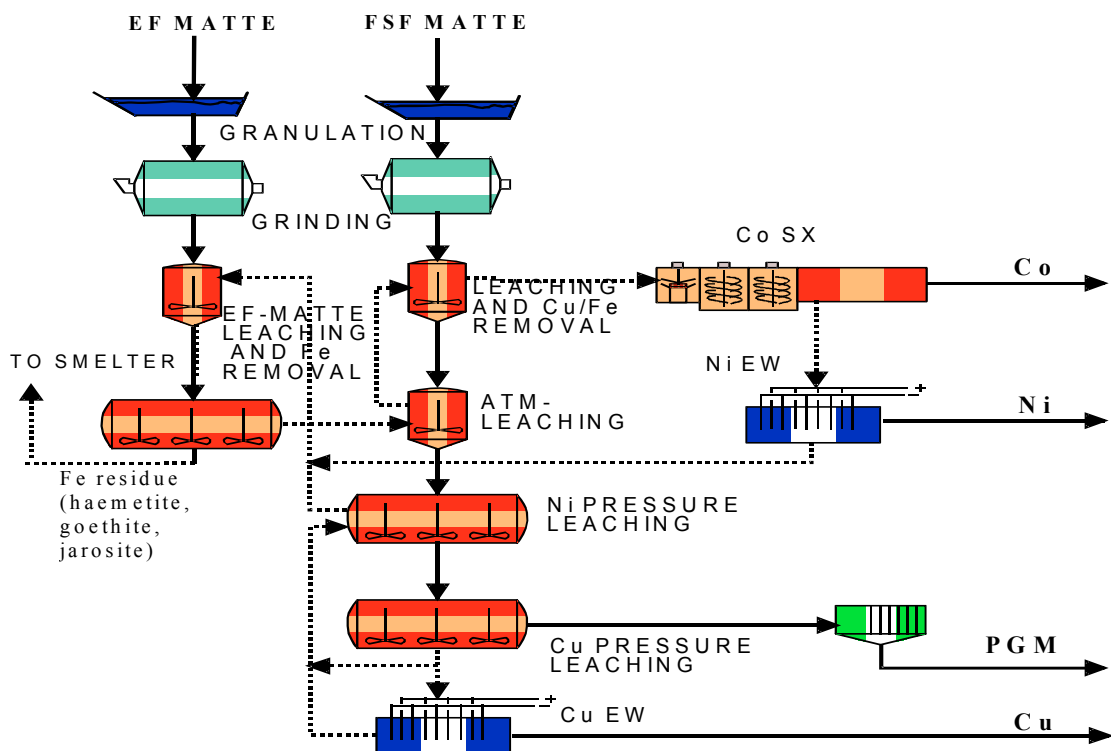 EF MATTE
FSF MATTE
GRANULATION
GRINDING
Co SX
Co
LEACHING
AND Cu/Fe
REMOVAL
EF-MATTE
LEACHING
AND Fe
REMOVAL
TO SMELTER
Ni EW
+
-
Ni
ATM-
LEACHING
Fe residue
(haemetite,
goethite,
jarosite)
Ni PRESSURE
LEACHING
Cu PRESSURE
LEACHING
PGM
-
+
Cu EW
Cu